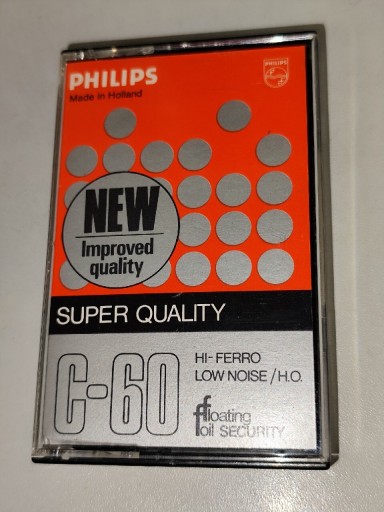 PHILIPS
Made in Holland
PHILIPS
NEW
Improved
quality
SUPER QUALITY
C-60
HI-FERRO
LOW NOISE/H.O.
floating
foil SECURITY